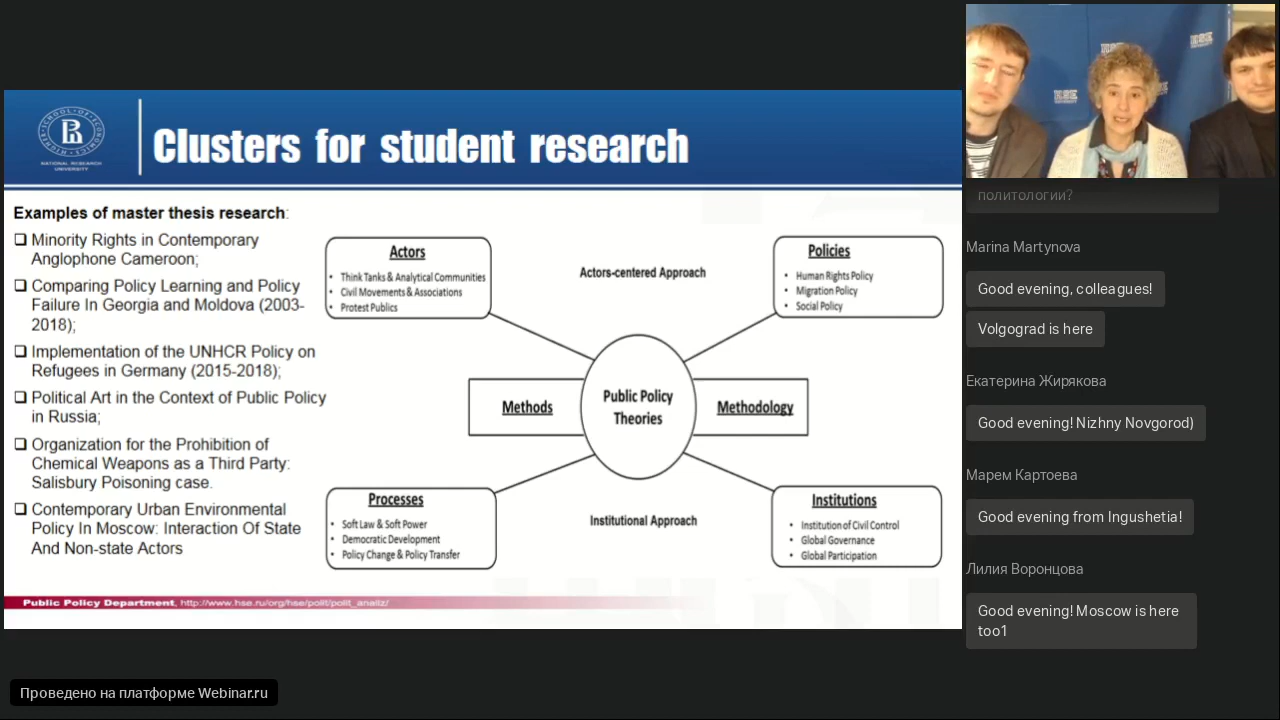 Clusters for student research
NATIONAL RESEARCH
UNIVERSITY
Examples of master thesis research:
Minority Rights in Contemporary
Anglophone Cameroon;
Comparing Policy Learning and Policy
Failure In Georgia and Moldova (2003-
2018);
Implementation of the UNHCR Policy on
Refugees in Germany (2015-2018);
Political Art in the Context of Public Policy
in Russia;
Organization for the Prohibition of
Chemical Weapons as a Third Party:
Salisbury Poisoning case.
Contemporary Urban Environmental
Policy In Moscow: Interaction Of State
And Non-state Actors
Actors
Think Tanks & Analytical Communities
Civil Movements & Associations
Protest Publics
Actors-centered Approach
Policies
Human Rights Policy
Migration Policy
Social Policy
Methods
Public Policy
Theories
Methodology
Processes
Soft Law & Soft Power
Democratic Development
Policy Change & Policy Transfer
Institutional Approach
Institutions
Institution of Civil Control
Global Governance
Global Participation
Public Policy Department, http://www.hse.ru/org/hse/polit/polit_analiz/
HSE
UNIVERSITY
политологии?
Marina Martynova
Good evening, colleagues!
Volgograd is here
Екатерина Жирякова
Good evening! Nizhny Novgorod)
Марем Картоева
Good evening from Ingushetia!
Лилия Воронцова
Good evening! Moscow is here
too1
Проведено на платформе Webinar.ru